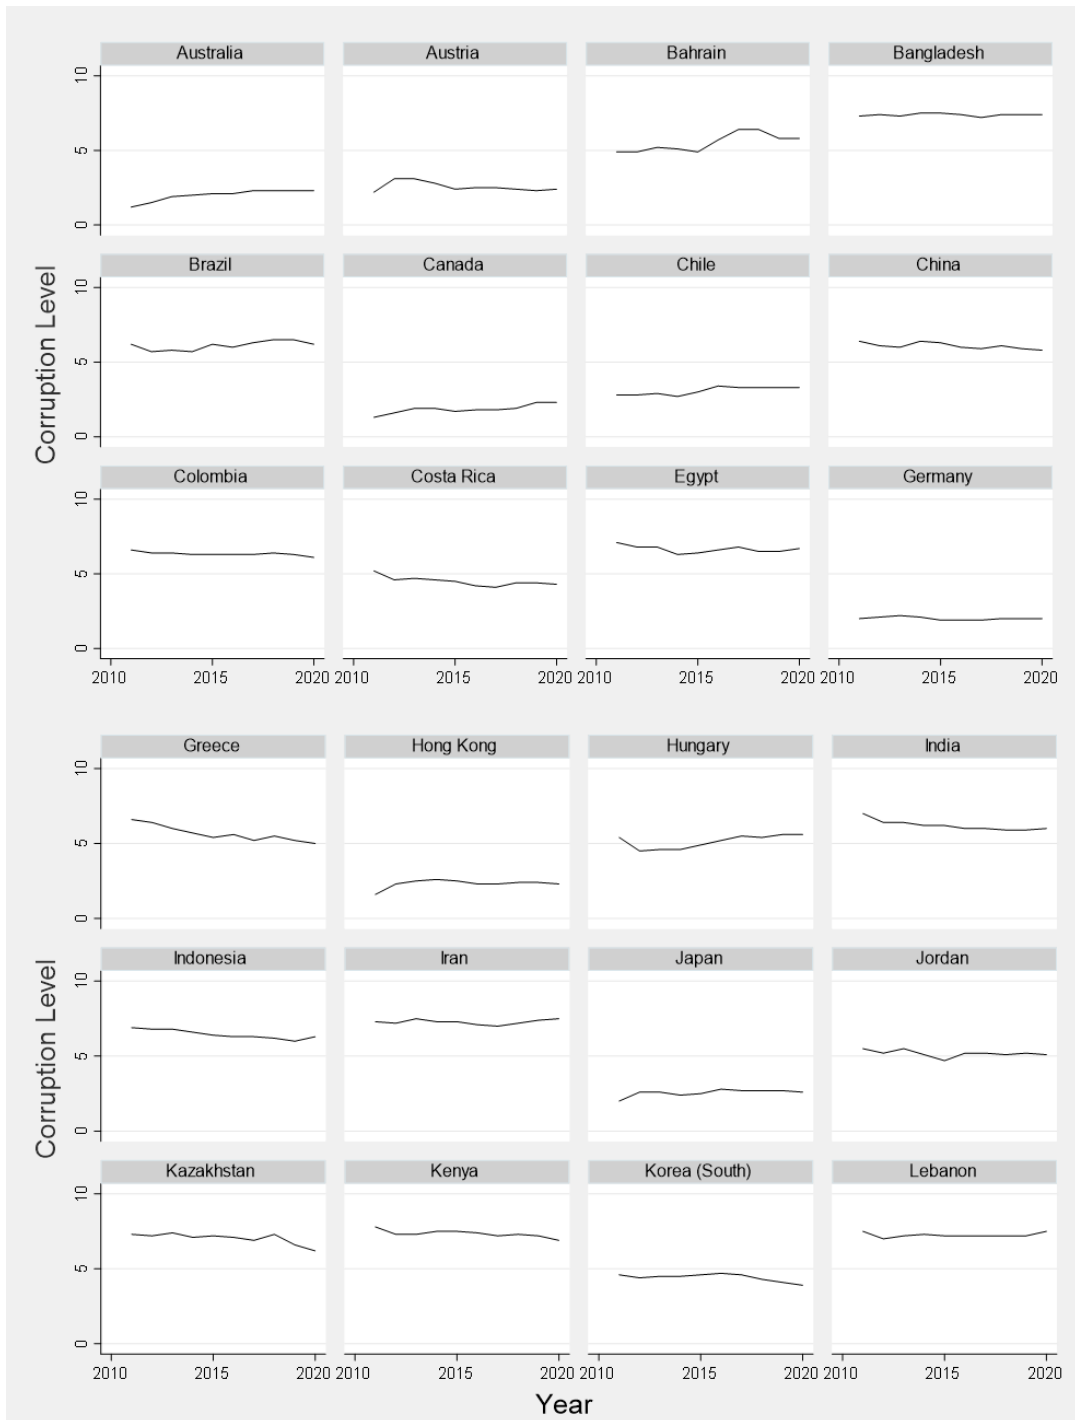 Australia Austria Bahrain Bangladesh
10
5
0
Brazil Canada Chile China
10
5
0
Corruption Level
Colombia Costa Rica Egypt Germany
10
5
0
2010 2015 2020 2010 2015 2020 2010 2015 2020 2010 2015 2020
Greece Hong Kong Hungary India
10
5
0
Indonesia Iran Japan Jordan
10
5
0
Corruption Level
Kazakhstan Kenya Korea (South) Lebanon
10
5
0
2010 2015 2020 2010 2015 2020 2010 2015 2020 2010 2015 2020
Year